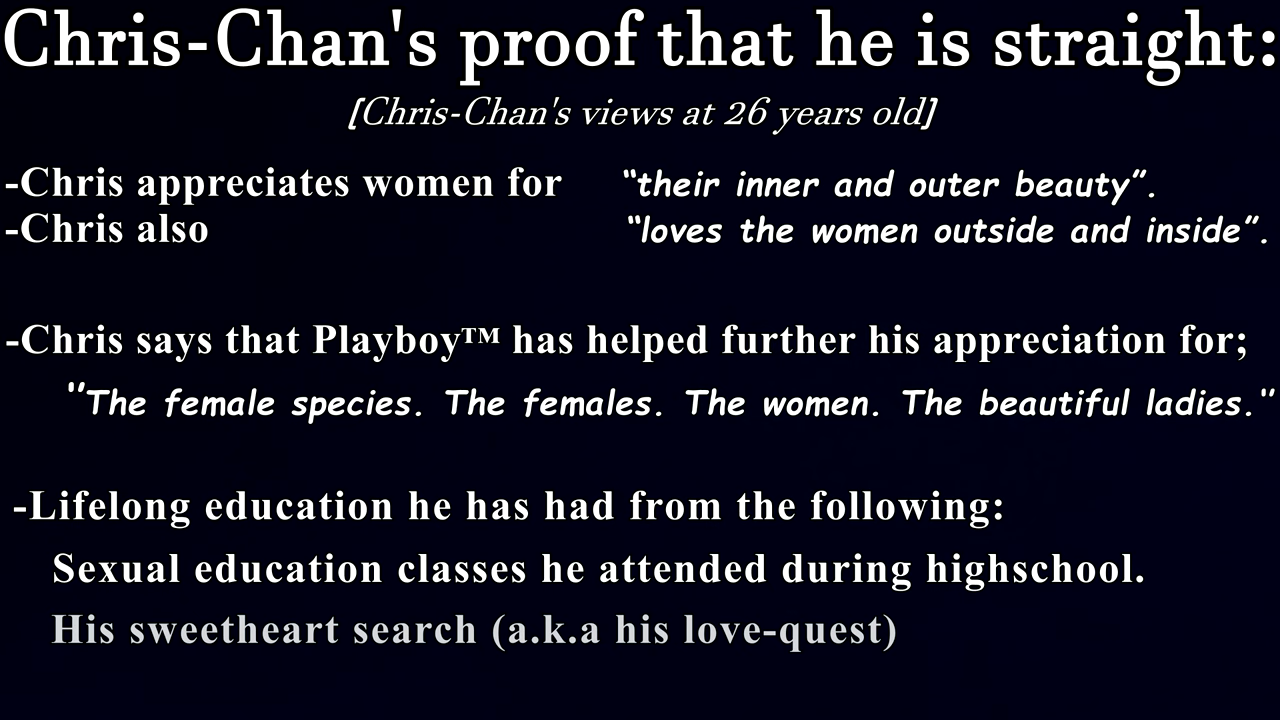 Chris-Chan's proof that he is straight:
[Chris-Chan's views at 26 years old]
-Chris appreciates women for “their inner and outer beauty”.
-Chris also “loves the women outside and inside”.
-Chris says that Playboy™ has helped further his appreciation for;
"The female species. The females. The women. The beautiful ladies."
-Lifelong education he has had from the following:
Sexual education classes he attended during highschool.
His sweetheart search (a.k.a his love-quest)